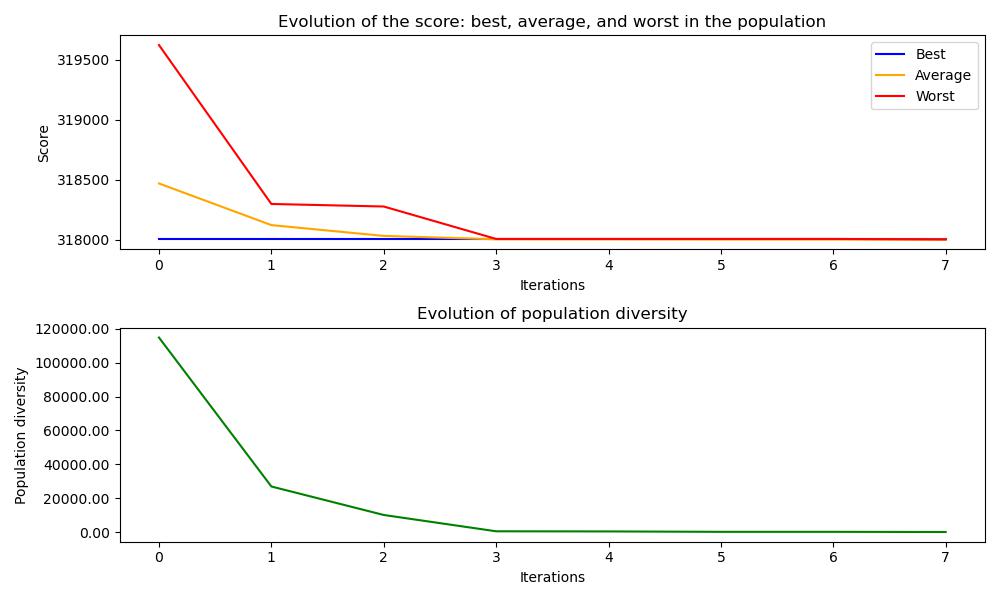 Evolution of the score: best, average, and worst in the population
319500
319000
318500
318000
Score
Best
Average
Worst
0 1 2 3 4 5 6 7
Iterations
Evolution of population diversity
120000.00
100000.00
80000.00
60000.00
40000.00
20000.00
0.00
Population diversity
0 1 2 3 4 5 6 7
Iterations